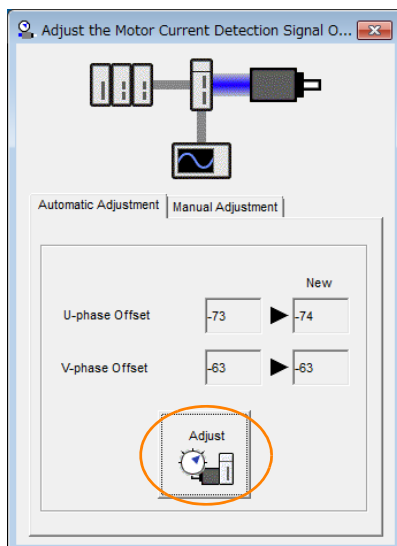 Adjust the Motor Current Detection Signal O...
Automatic Adjustment Manual Adjustment
New
U-phase Offset -73 -74
V-phase Offset -63 -63
Adjust